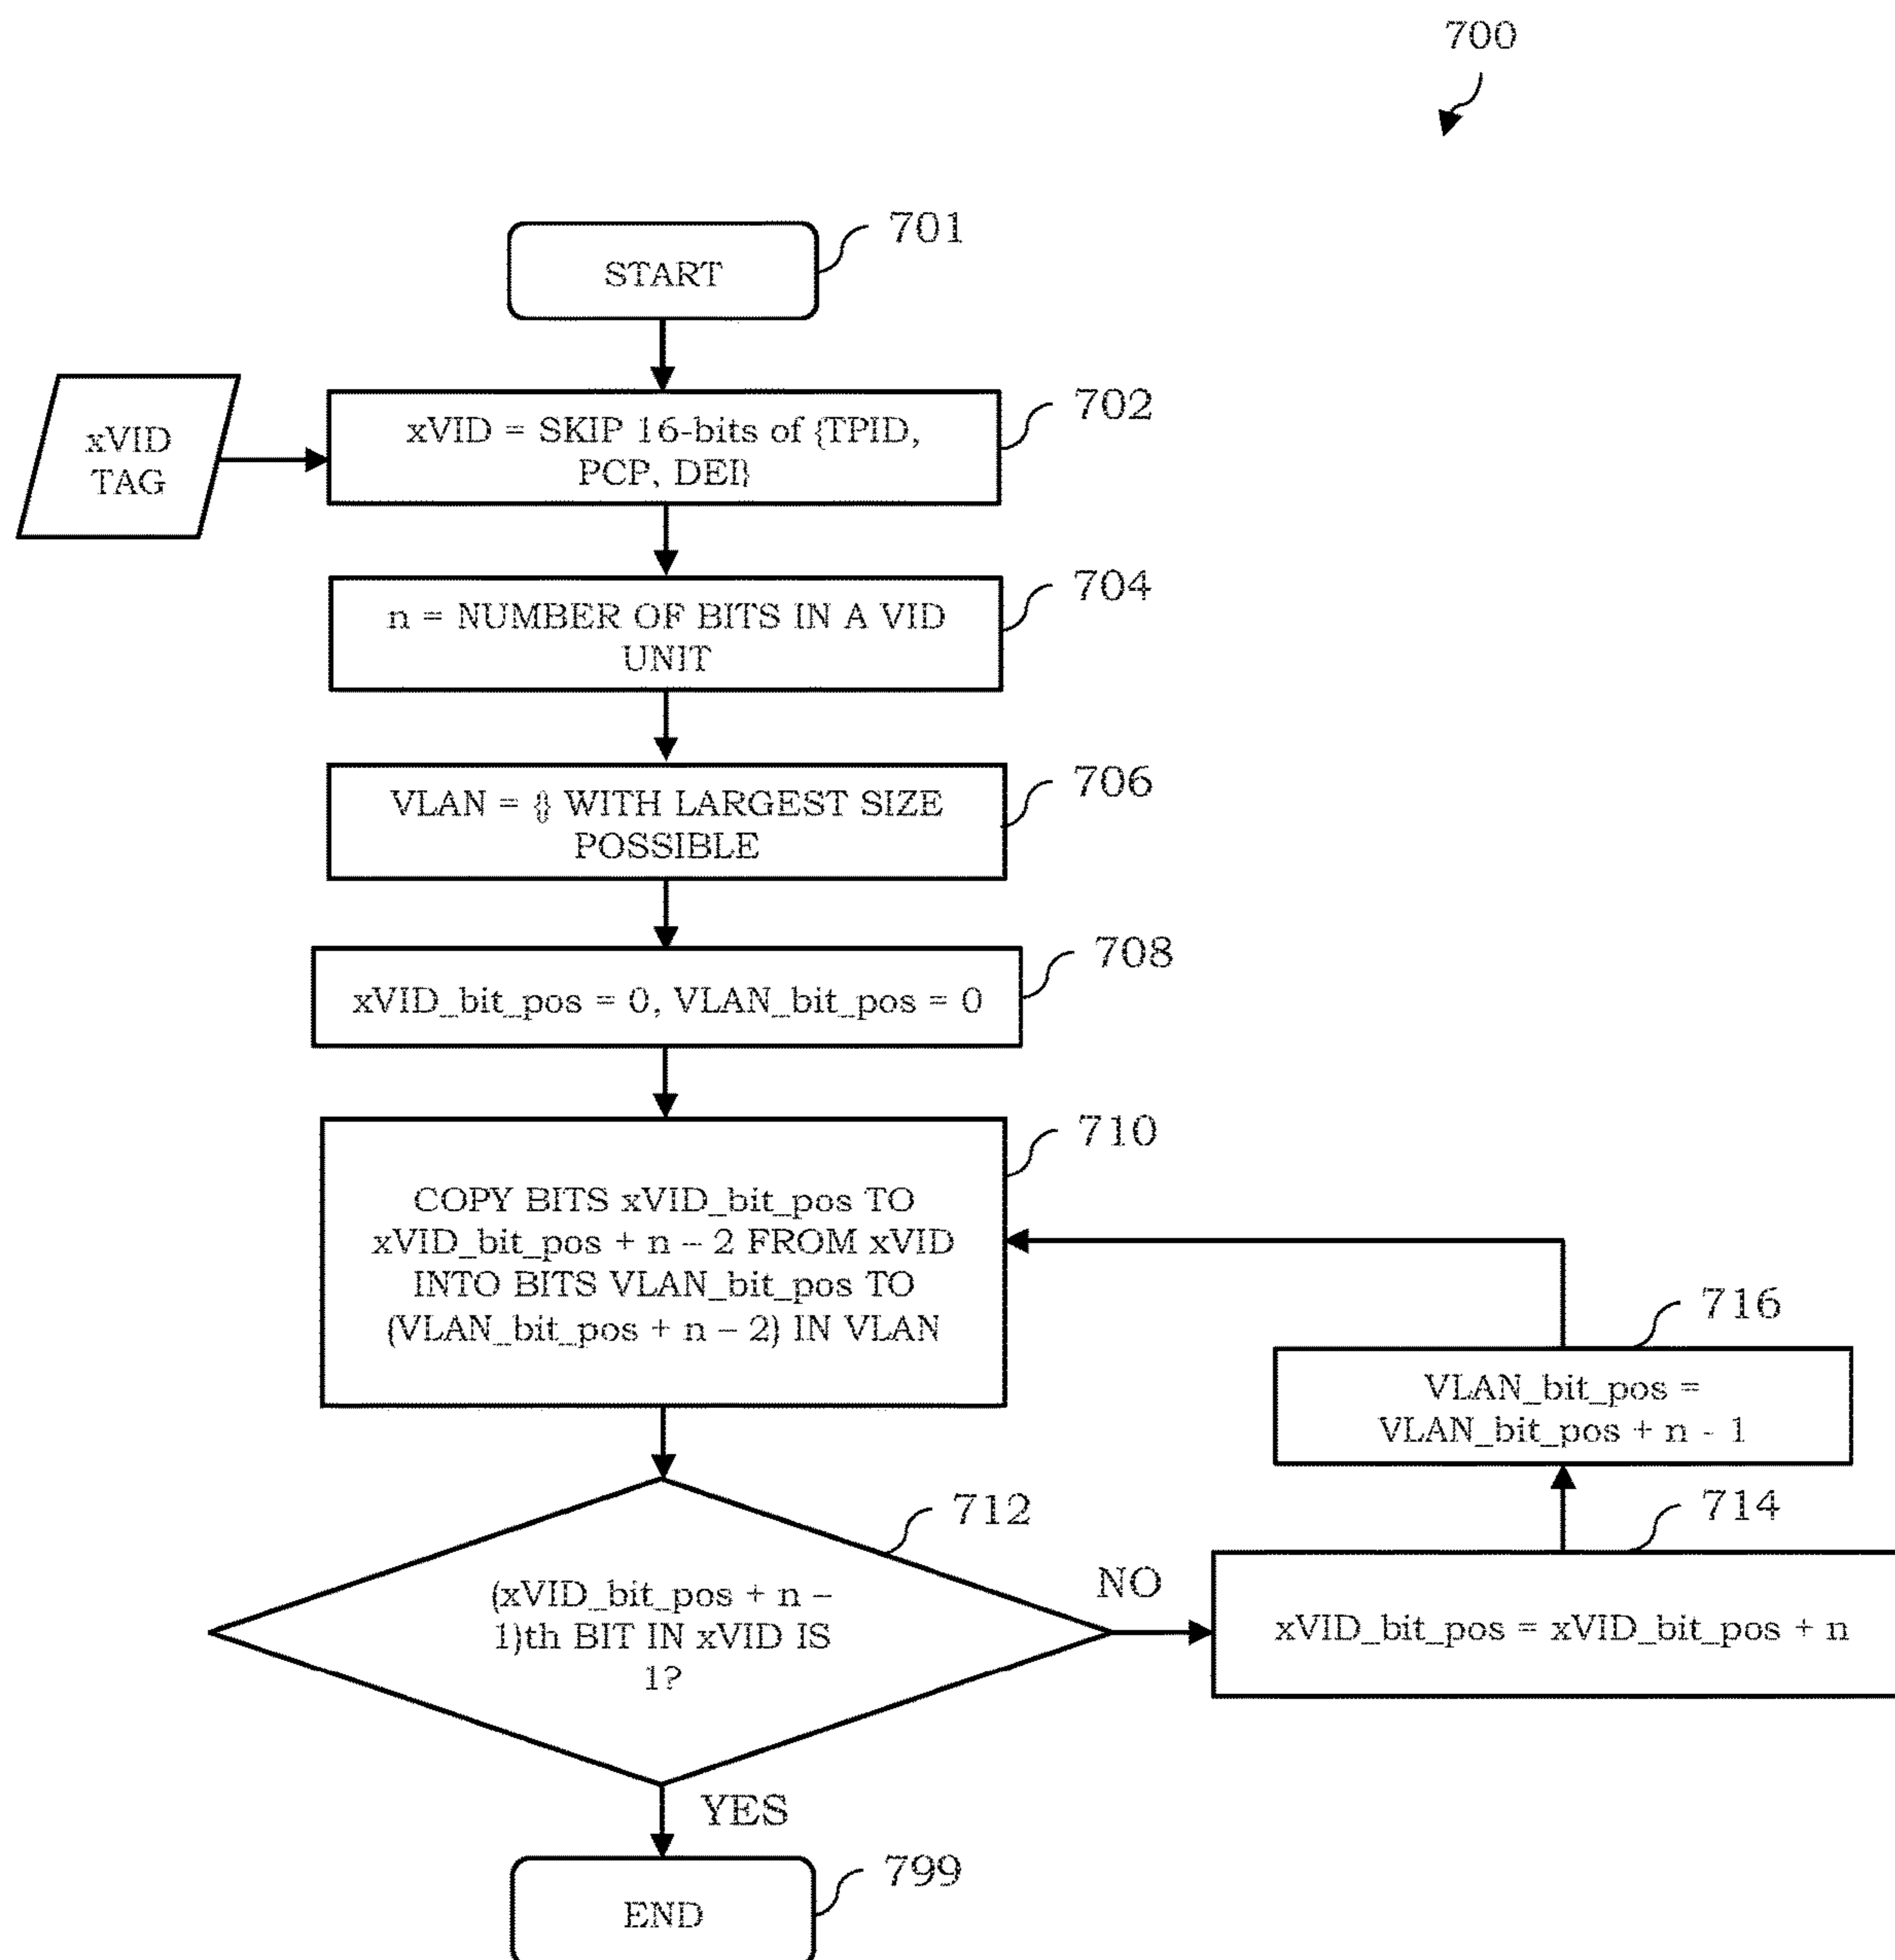 700
START
701
xVID
TAG
xVID = SKIP 16-bits of {TPID,
PCP, DEI}
702
n = NUMBER OF BITS IN A VID
UNIT
704
VLAN = {} WITH LARGEST SIZE
POSSIBLE
706
xVID_bit_pos = 0, VLAN_bit_pos = 0
708
COPY BITS xVID_bit_pos TO
xVID_bit_pos + n – 2 FROM xVID
INTO BITS VLAN_bit_pos TO
(VLAN_bit_pos + n – 2) IN VLAN
710
VLAN_bit_pos =
VLAN_bit_pos + n - 1
716
(xVID_bit_pos + n –
1)th BIT IN xVID IS
1?
712
NO
xVID_bit_pos = xVID_bit_pos + n
714
YES
END
799